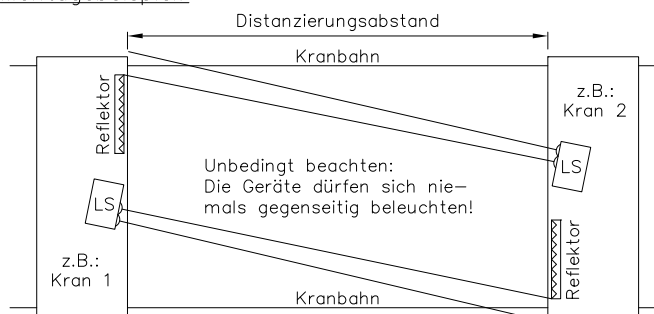 Distanzierungsabstand
Kranbahn
Reflektor
z.B.:
Kran 2
LS
Unbedingt beachten:
Die Geräte dürfen sich nie–
mals gegenseitig beleuchten!
LS
z.B.:
Kran 1
Reflektor
Kranbahn